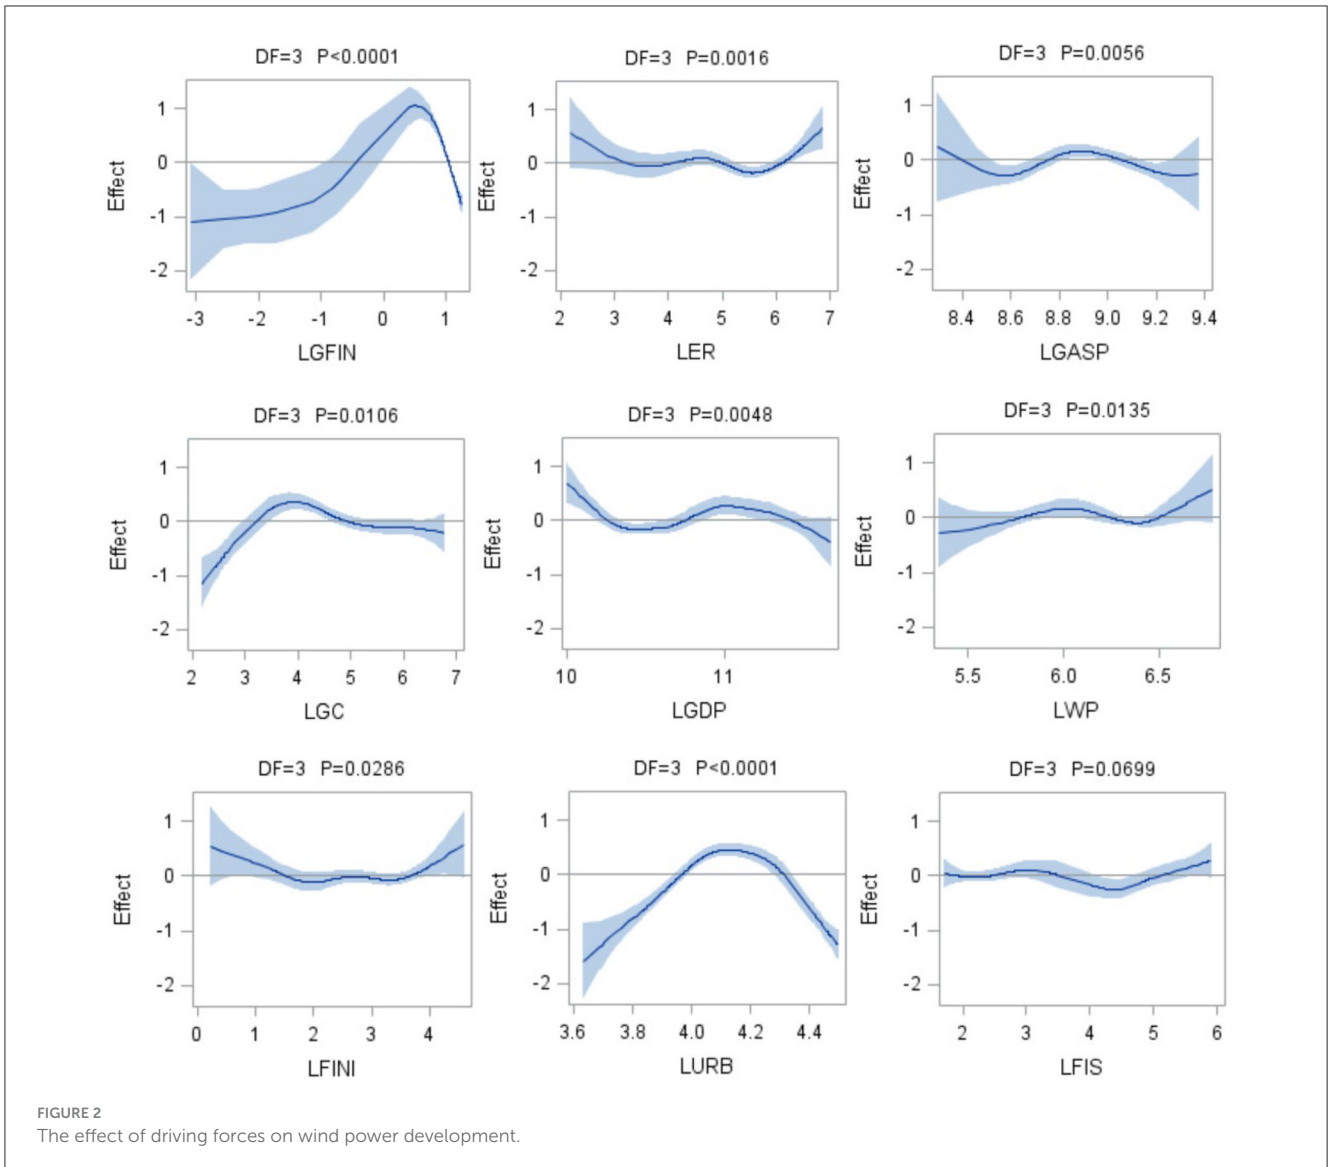 DF=3 P<0.0001
Effect
1
0
-1
-2
-3 -2 -1 0 1
LGFIN
DF=3 P=0.0016
Effect
1
0
-1
-2
2 3 4 5 6 7
LER
DF=3 P=0.0056
Effect
1
0
-1
-2
8.4 8.6 8.8 9.0 9.2 9.4
LGASP
DF=3 P=0.0106
Effect
1
0
-1
-2
2 3 4 5 6 7
LGC
DF=3 P=0.0048
Effect
1
0
-1
-2
10 11
LGDP
DF=3 P=0.0135
Effect
1
0
-1
-2
5.5 6.0 6.5
LWP
DF=3 P=0.0286
Effect
1
0
-1
-2
0 1 2 3 4
LFINI
DF=3 P<0.0001
Effect
1
0
-1
-2
3.6 3.8 4.0 4.2 4.4
LURB
DF=3 P=0.0699
Effect
1
0
-1
-2
2 3 4 5 6
LFIS
FIGURE 2
The effect of driving forces on wind power development.